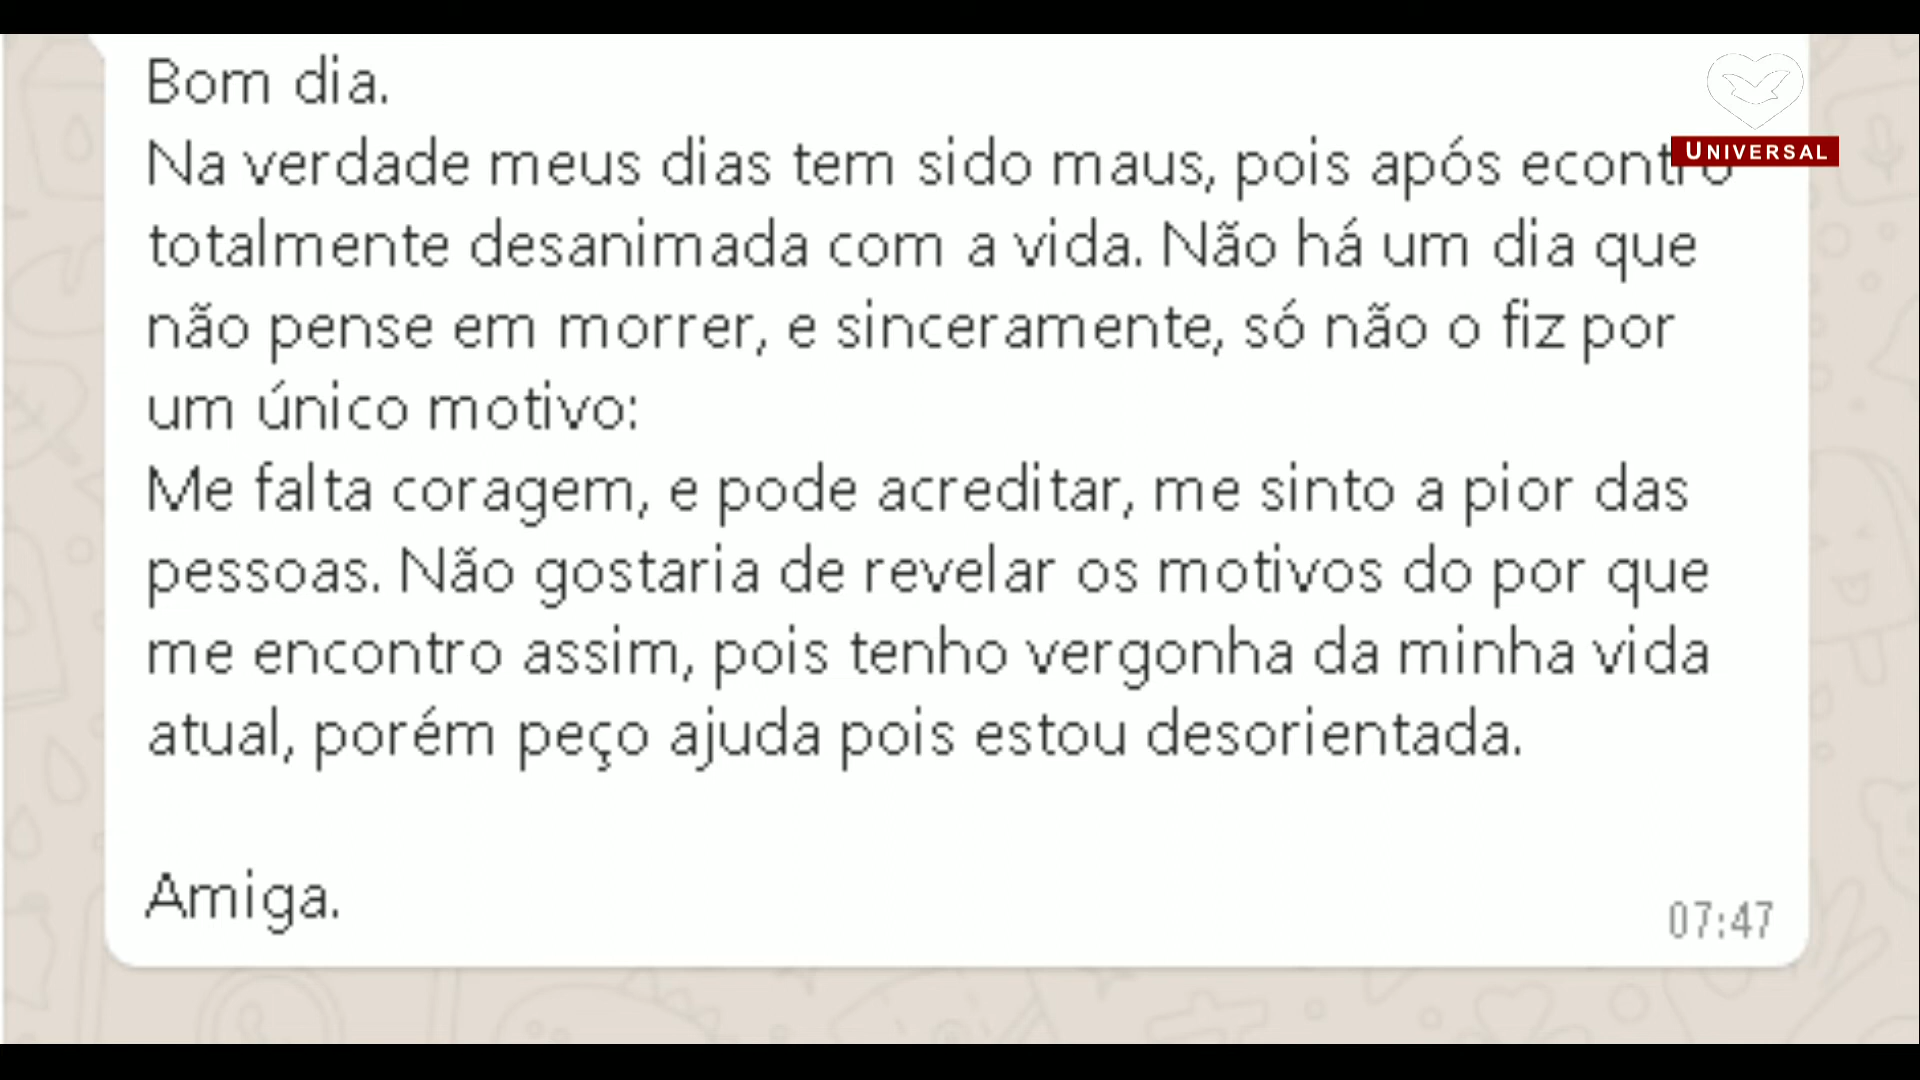 Bom dia.
UNIVERSAL
Na verdade meus dias tem sido maus, pois após econtro
totalmente desanimada com a vida. Não há um dia que
não pense em morrer, e sinceramente, só não o fiz por
um único motivo:
Me falta coragem, e pode acreditar, me sinto a pior das
pessoas. Não gostaria de revelar os motivos do por que
me encontro assim, pois tenho vergonha da minha vida
atual, porém peço ajuda pois estou desorientada.
Amiga.
07:47